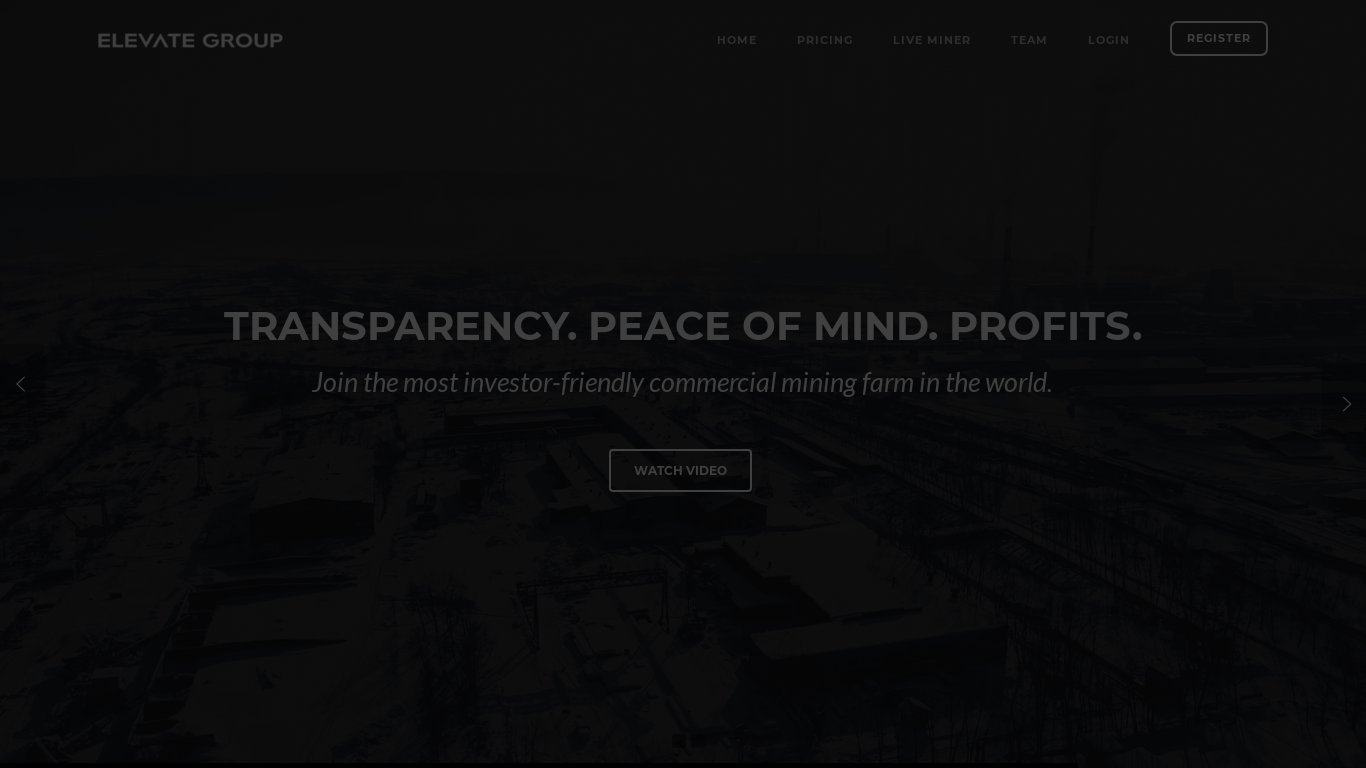 ELEVATE GROUP
HOME
PRICING
LIVE MINER
TEAM
LOGIN
REGISTER
TRANSPARENCY. PEACE OF MIND. PROFITS.
Join the most investor-friendly commercial mining farm in the world.
WATCH VIDEO